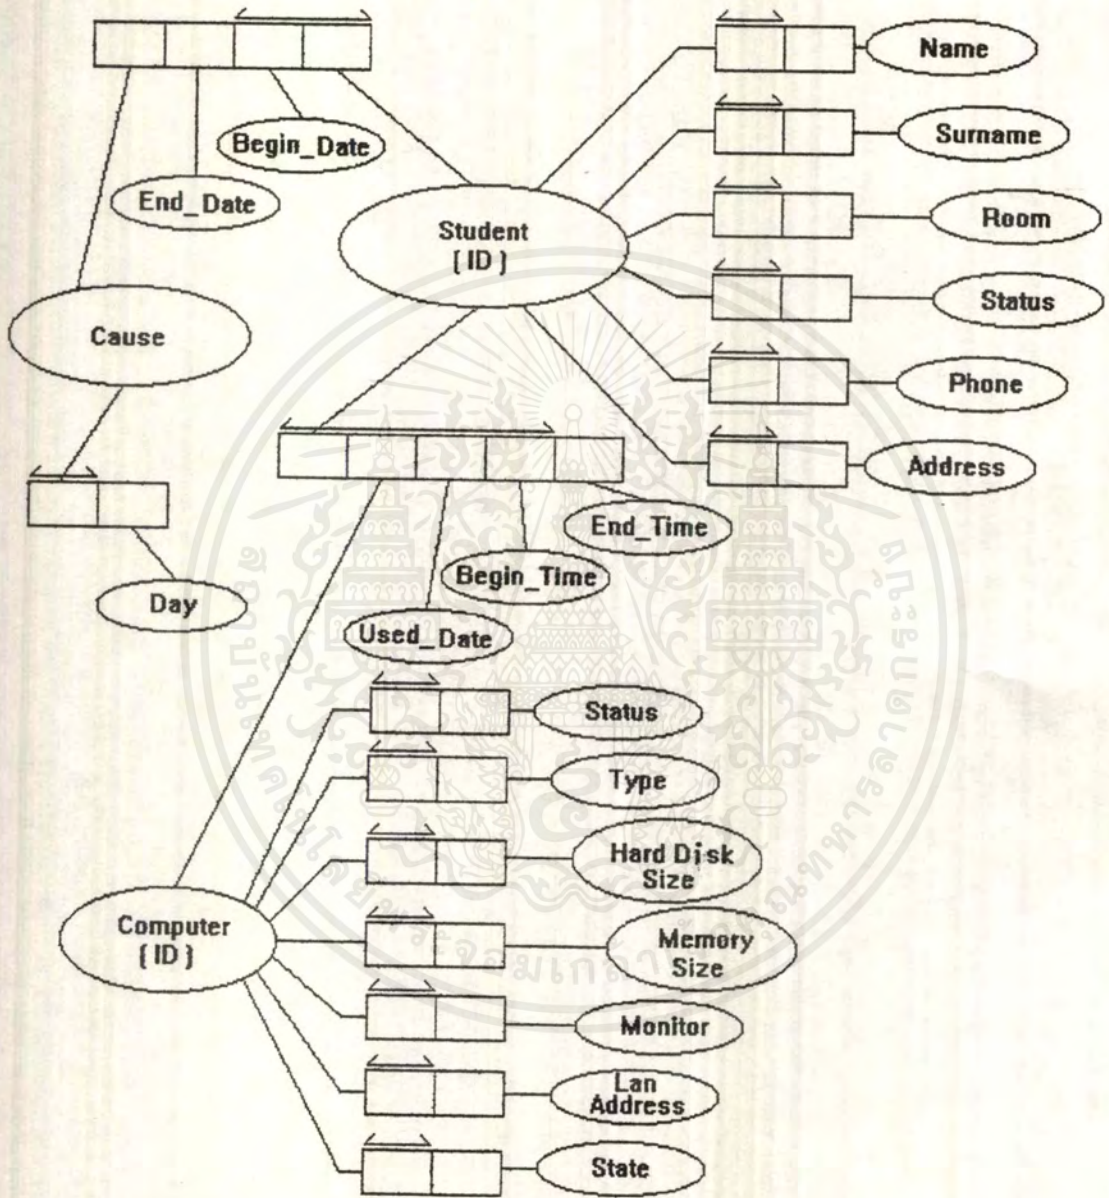 Name
Surname
Begin_Date
End_Date
Student
[ ID ]
Room
Status
Cause
Phone
Address
End_Time
Begin_Time
Day
Used_Date
Status
Type
Hard Disk
Size
Computer
[ ID ]
Memory
Size
Monitor
Lan
Address
State